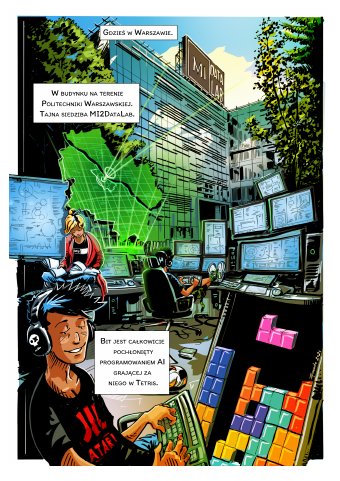 Gdzieś w Warszawie.
MI²
DATA
LAB
W budynku na terenie
Politechniki Warszawskiej.
Tajna siedziba MI2DataLab.
Bit jest całkowicie
pochłonięty
programowaniem AI
grającej za
niego w Tetris.
ATARI